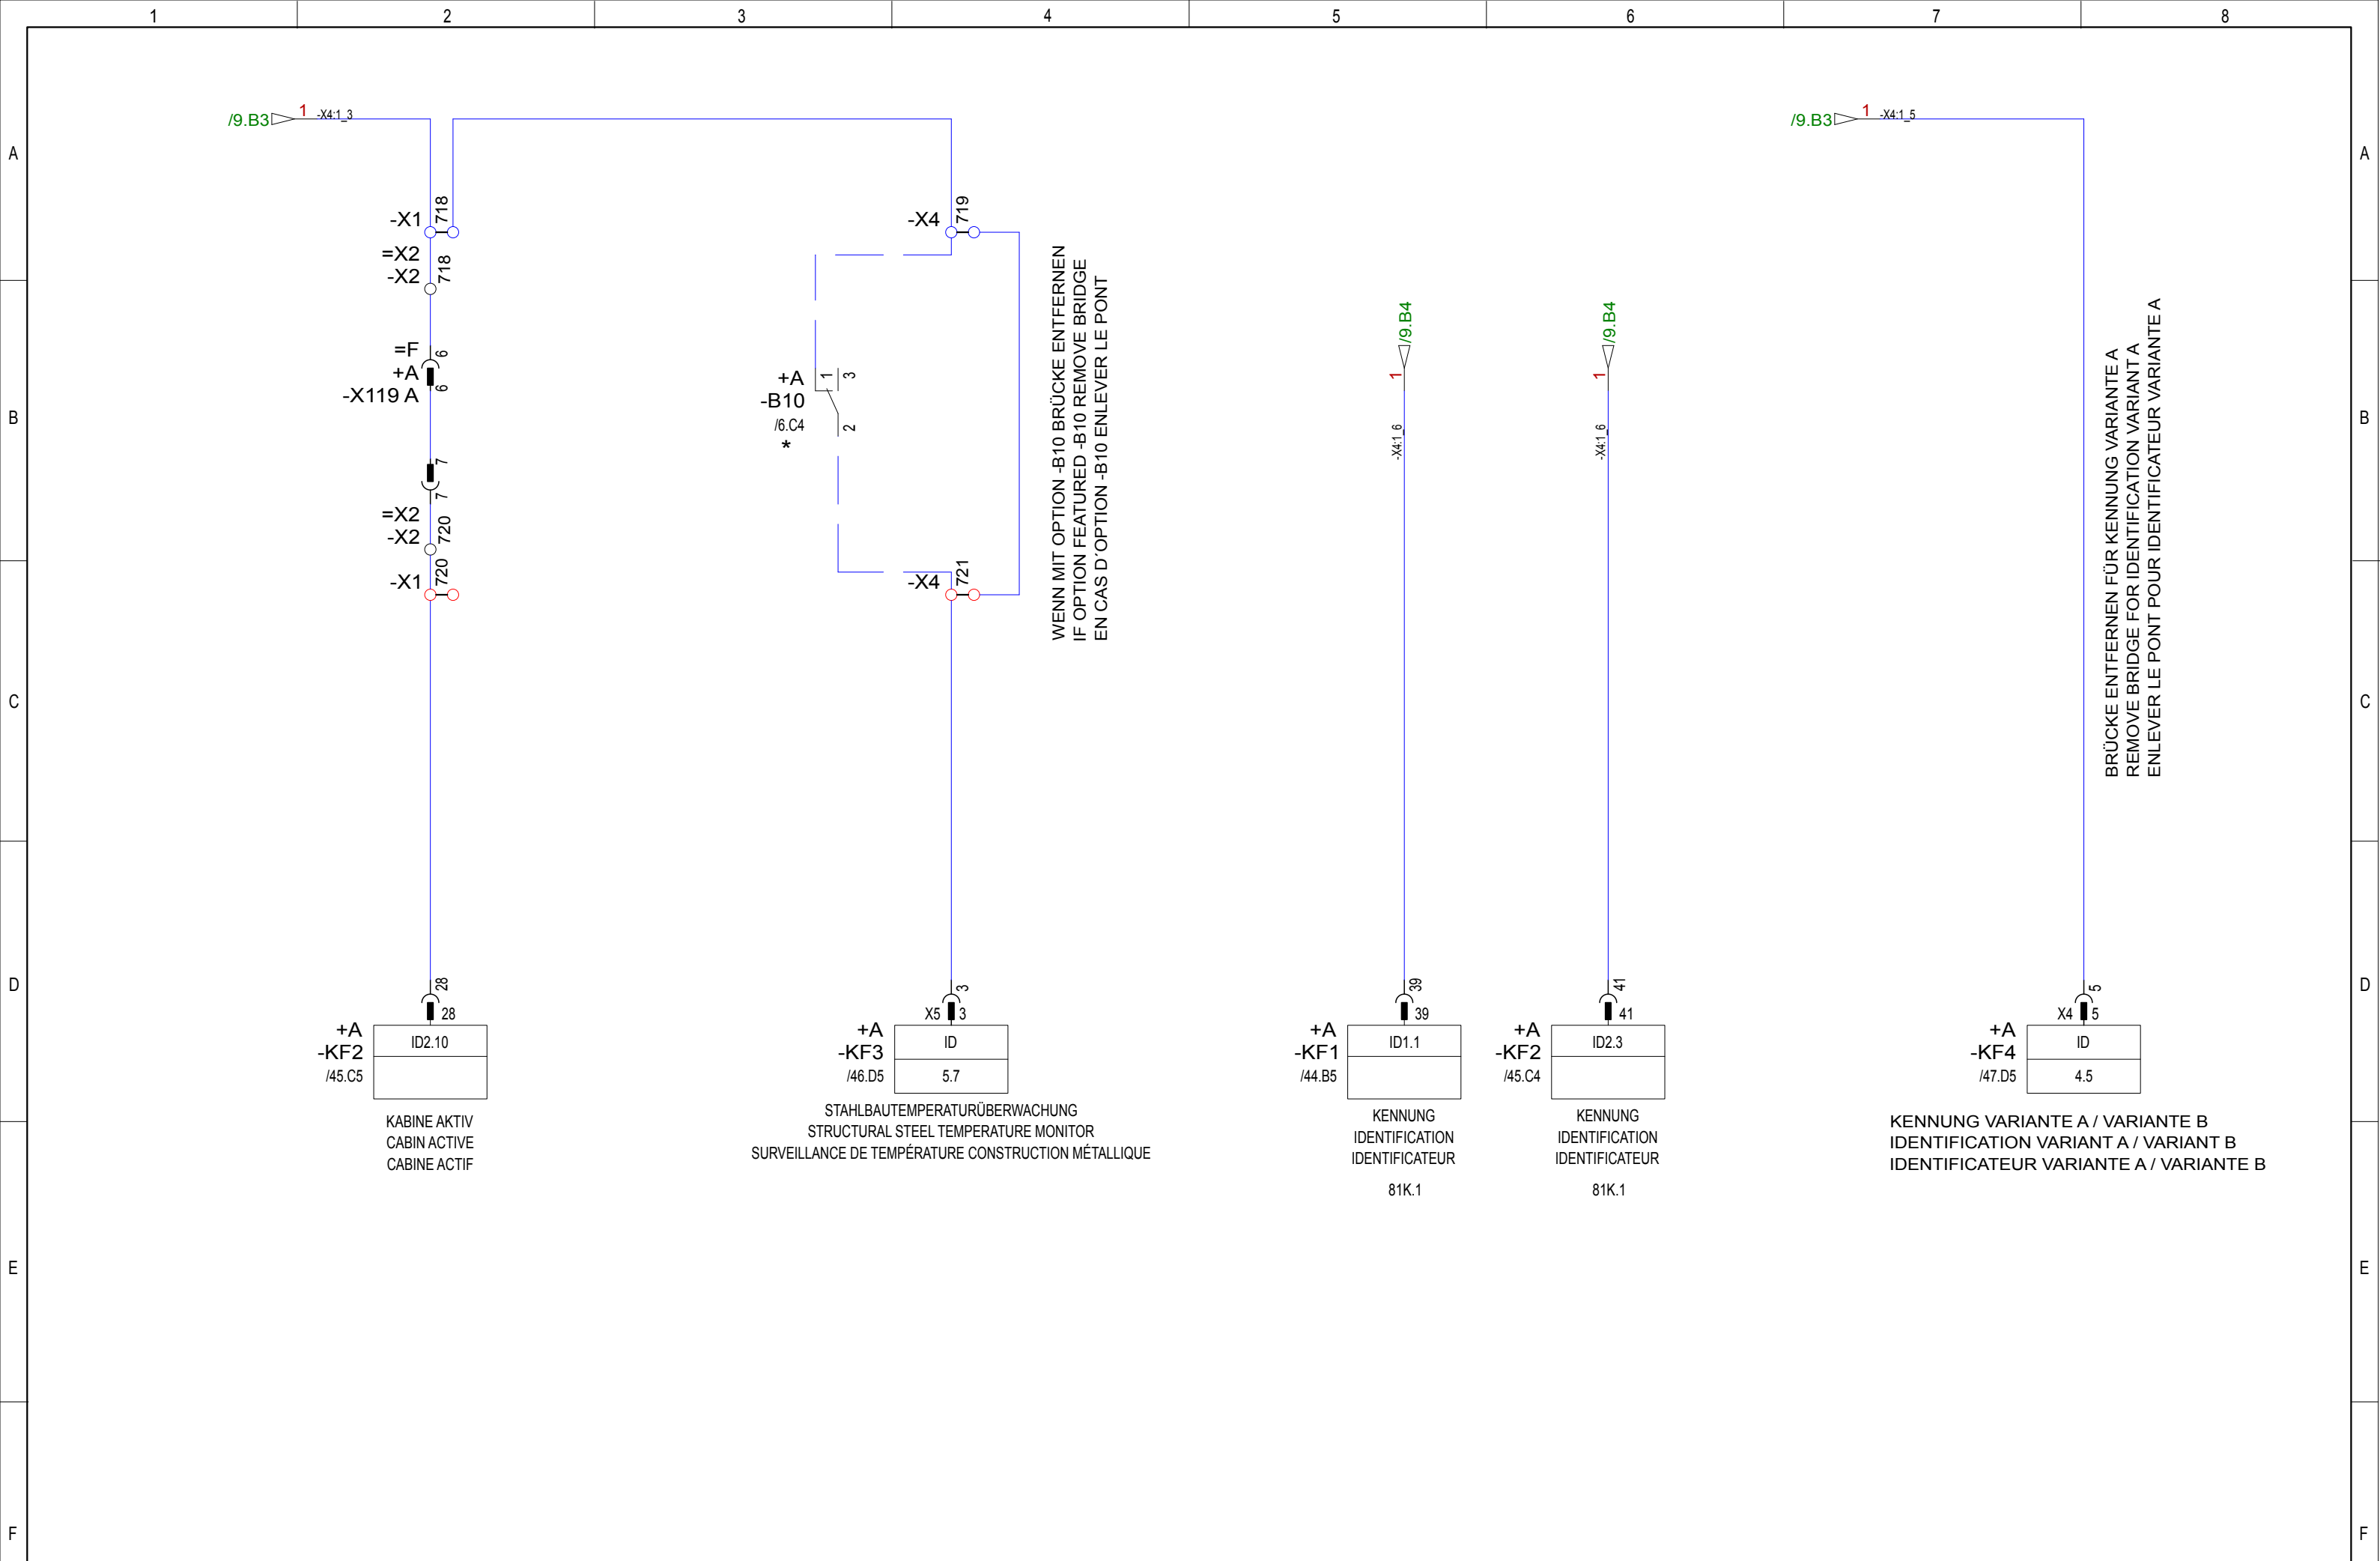 1 2 3 4 5 6 7 8
/9.B3 1 -X4:1_3
/9.B3 1 -X4:1_5
A A
-X1 718
-X4 719
=X2
-X2 718
WENN MIT OPTION -B10 BRÜCKE ENTFERNEN
IF OPTION FEATURED -B10 REMOVE BRIDGE
EN CAS D´OPTION -B10 ENLEVER LE PONT
/9.B4
1
-X4:1_6
/9.B4
1
-X4:1_6
BRÜCKE ENTFERNEN FÜR KENNUNG VARIANTE A
REMOVE BRIDGE FOR IDENTIFICATION VARIANT A
ENLEVER LE PONT POUR IDENTIFICATEUR VARIANTE A
=F 6
+A
-X119 A 6
+A 1 3
-B10
/6.C4 2
*
B B
7
7
=X2
-X2 720
-X1 720
-X4 721
C C
D D
28
28
+A
-KF2
/45.C5
ID2.10
KABINE AKTIV
CABIN ACTIVE
CABINE ACTIF
3
X5 3
+A
-KF3
/46.D5
ID
5.7
STAHLBAUTEMPERATURÜBERWACHUNG
STRUCTURAL STEEL TEMPERATURE MONITOR
SURVEILLANCE DE TEMPÉRATURE CONSTRUCTION MÉTALLIQUE
39
39
+A
-KF1
/44.B5
ID1.1
KENNUNG
IDENTIFICATION
IDENTIFICATEUR
81K.1
41
41
+A
-KF2
/45.C4
ID2.3
KENNUNG
IDENTIFICATION
IDENTIFICATEUR
81K.1
5
X4 5
+A
-KF4
/47.D5
ID
4.5
KENNUNG VARIANTE A / VARIANTE B
IDENTIFICATION VARIANT A / VARIANT B
IDENTIFICATEUR VARIANTE A / VARIANTE B
E E
F F